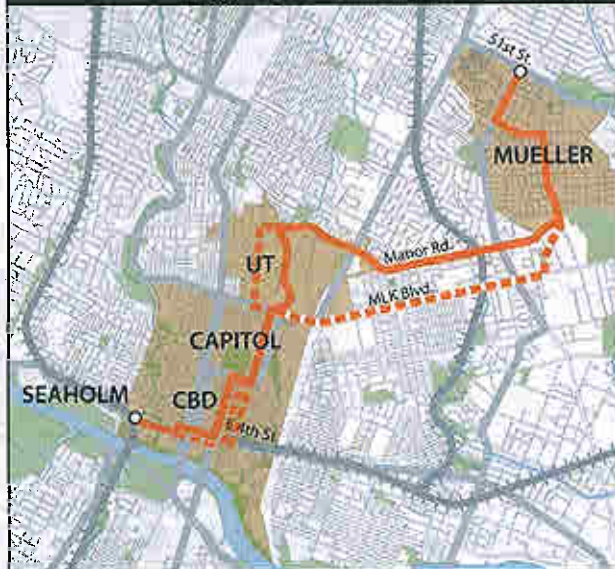 51st St.
MUELLER
Manor Rd.
UT
MLK Blvd.
CAPITOL
SEAHOLM
CBD
E 4th St.